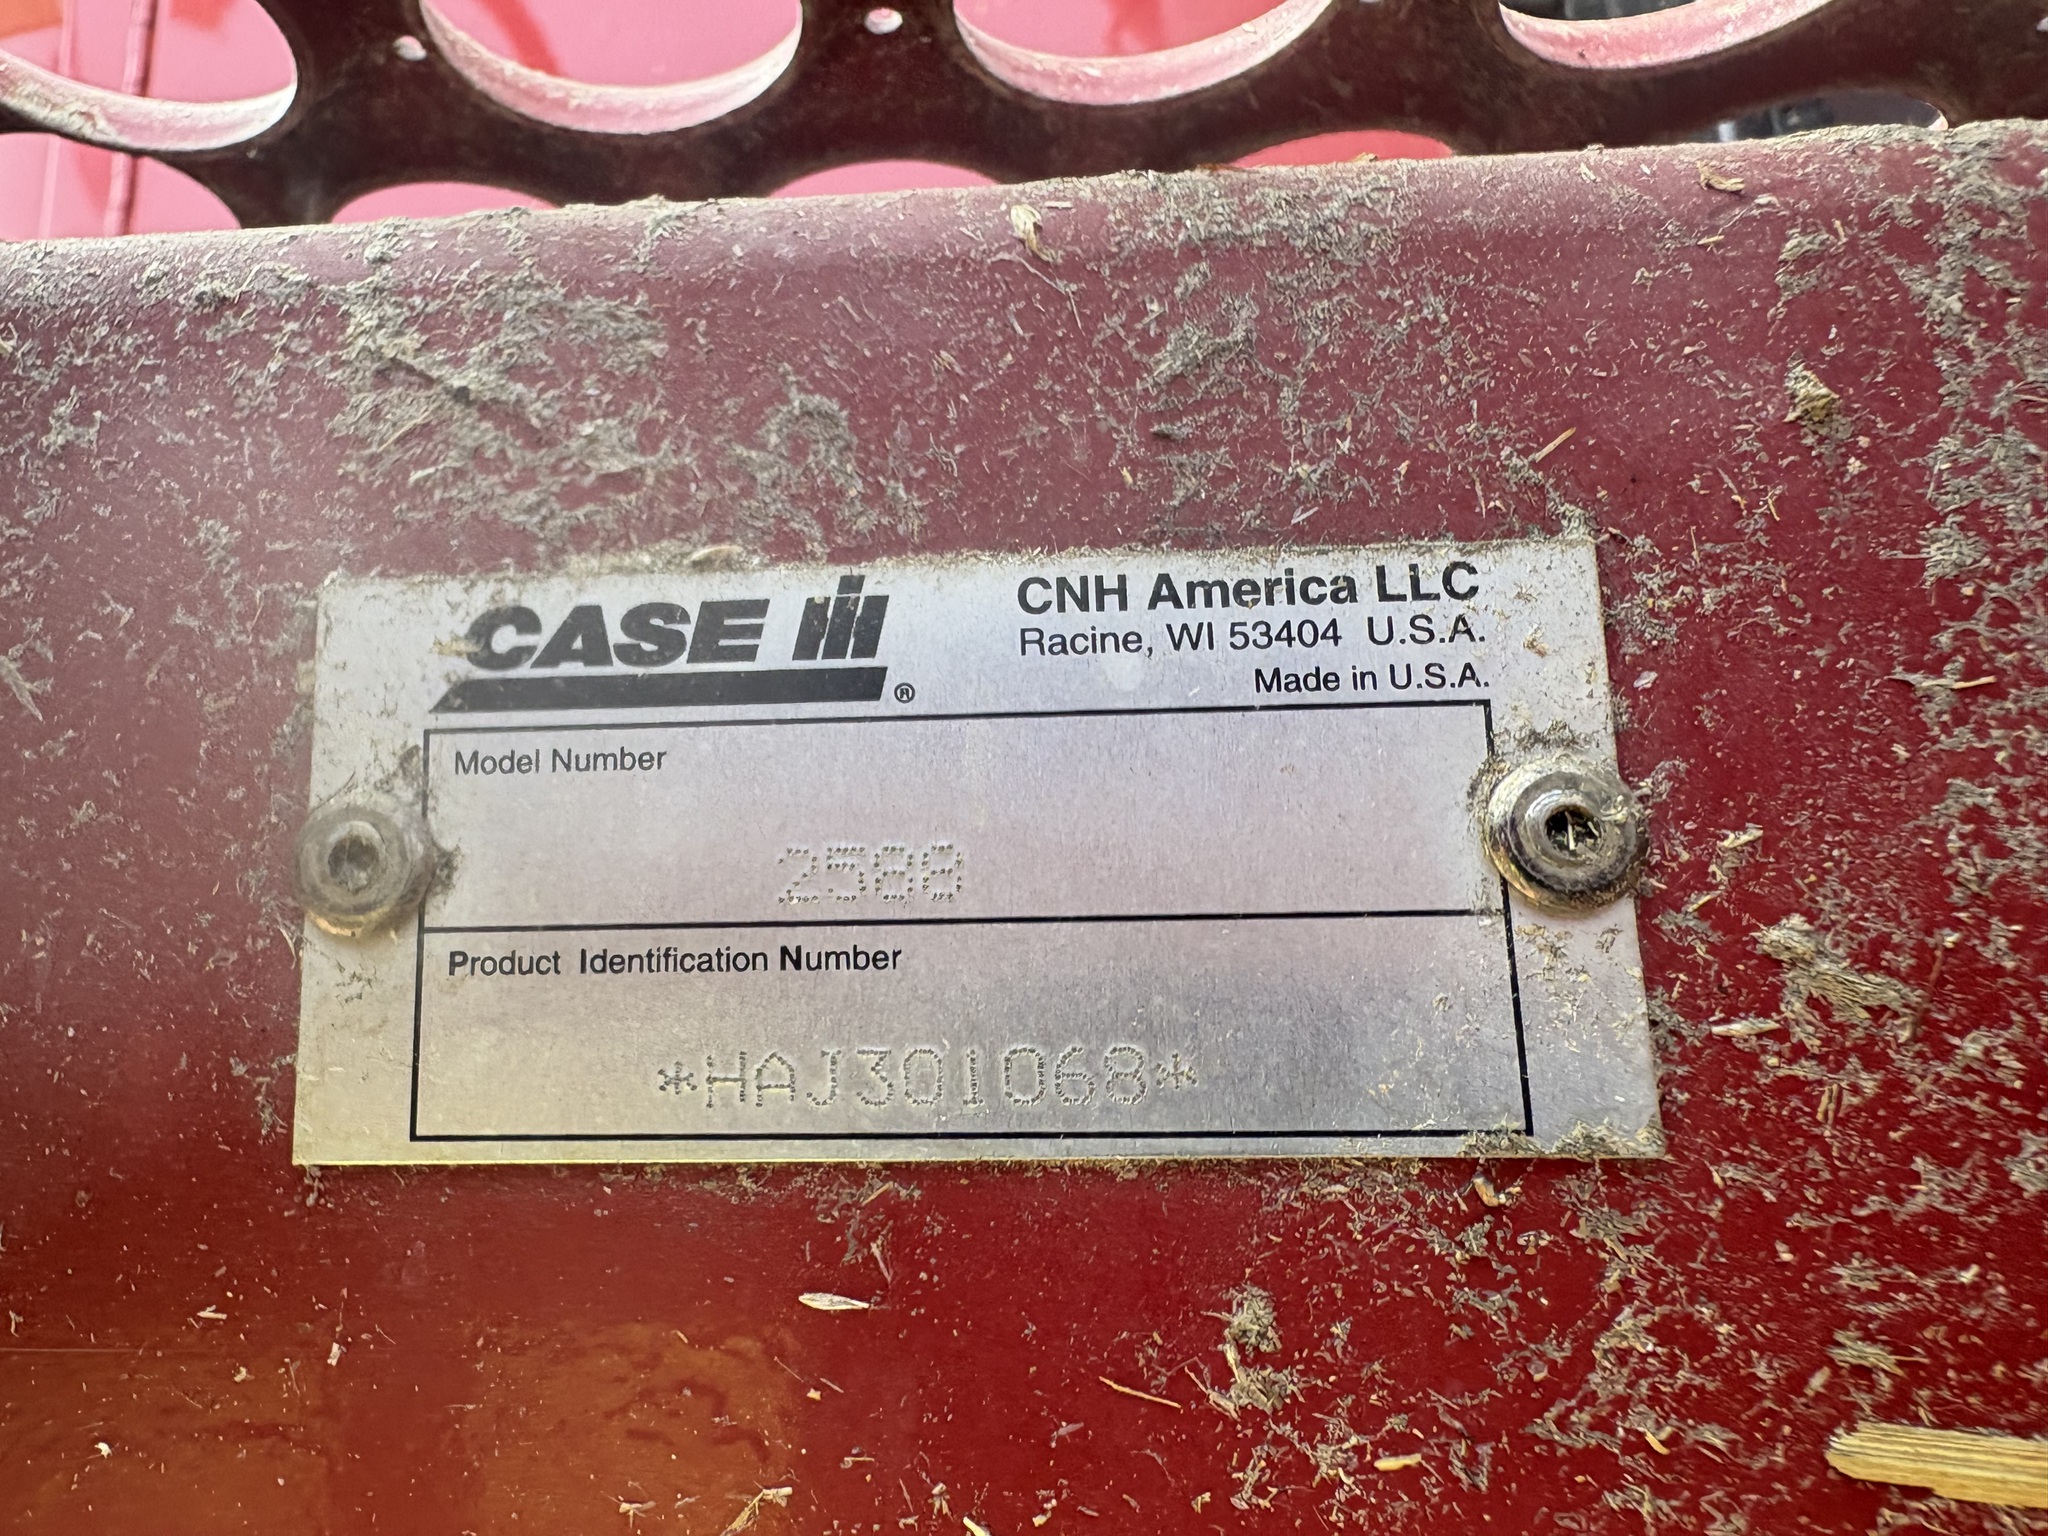 CASE IH ®
CNH America LLC
Racine, WI 53404 U.S.A.
Made in U.S.A.
Model Number
2588
Product Identification Number
*HAJ301068*